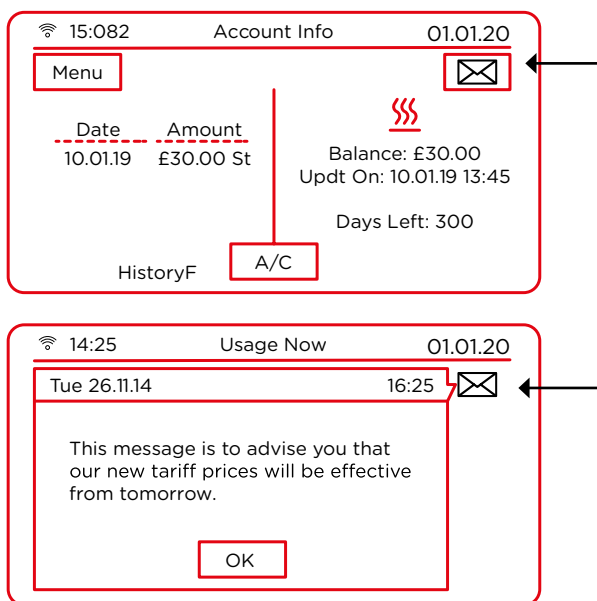 15:082 Account Info 01.01.20
Menu
Date Amount
10.01.19 £30.00 St
Balance: £30.00
Updt On: 10.01.19 13:45
Days Left: 300
HistoryF A/C
14:25 Usage Now 01.01.20
Tue 26.11.14 16:25
This message is to advise you that
our new tariff prices will be effective
from tomorrow.
OK